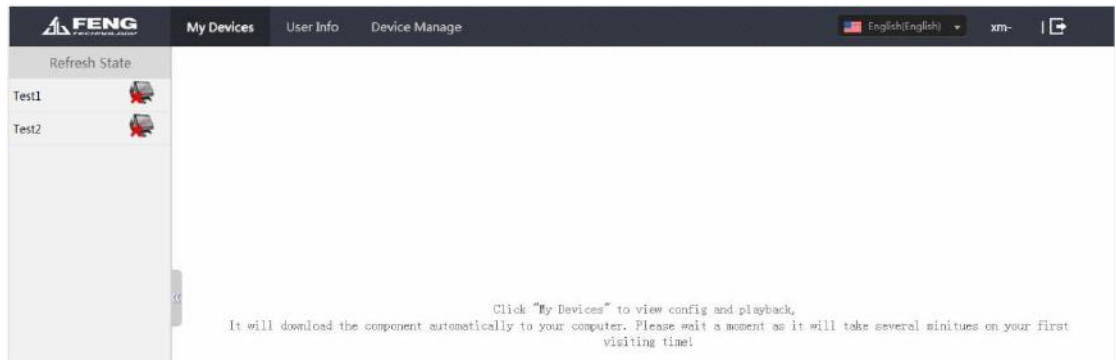 FENG
TECHNOLOGY
My Devices User Info Device Manage English(English) xm-
Refresh State
Test1
Test2
Click "My Devices" to view config and playback,
It will download the component automatically to your computer. Please wait a moment as it will take several minitues on your first
visiting time!